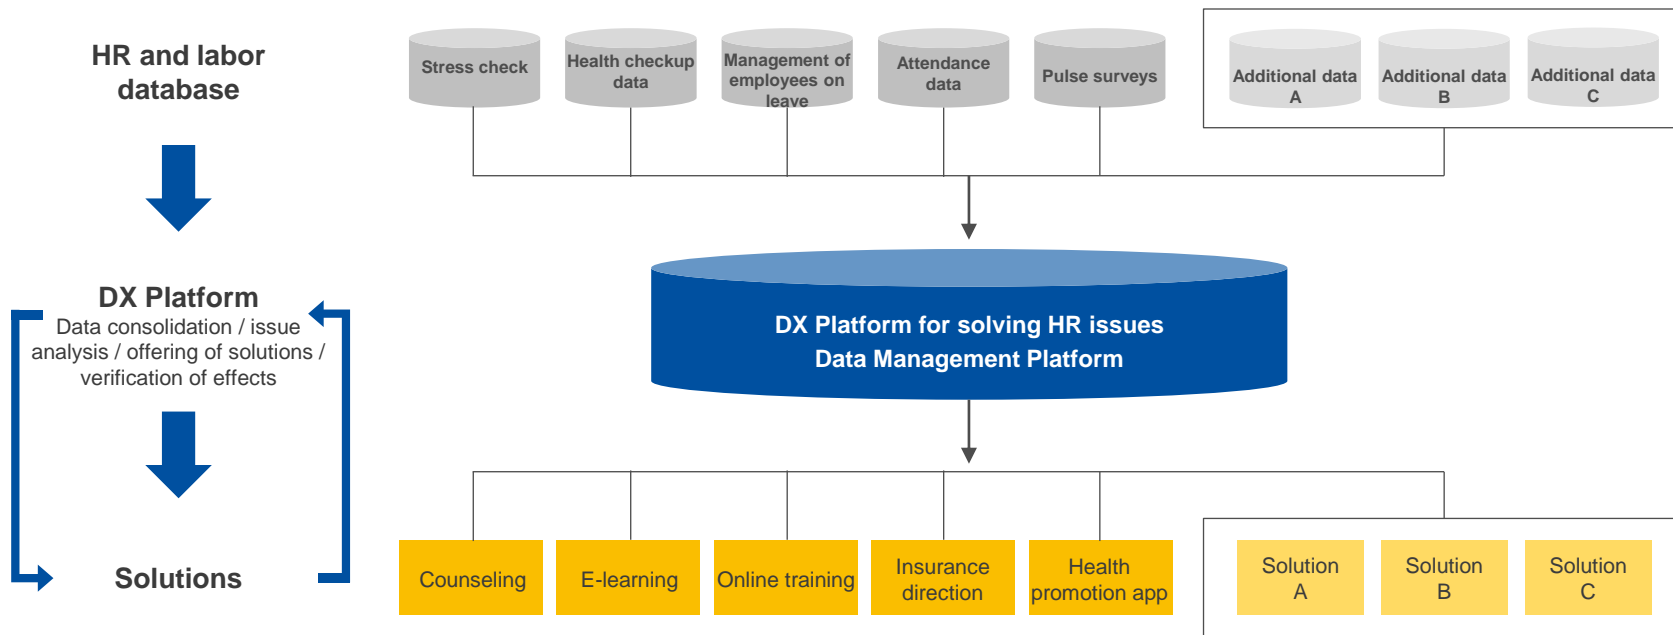 HR and labor
database
Stress check
Health checkup
data
Management of
employees on
leave
Attendance
data
Pulse surveys
Additional data
A
Additional data
B
Additional data
C
DX Platform
Data consolidation / issue
analysis / offering of solutions /
verification of effects
DX Platform for solving HR issues
Data Management Platform
Solutions
Counseling
E-learning
Online training
Insurance
direction
Health
promotion app
Solution
A
Solution
B
Solution
C